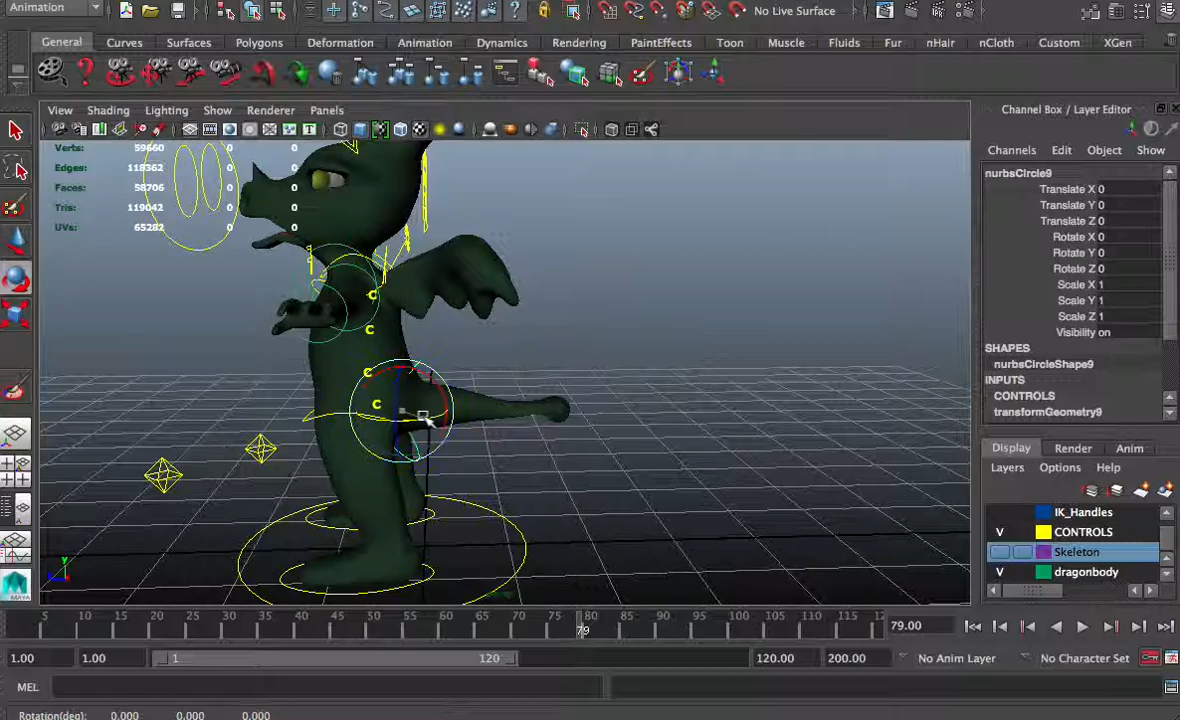 Animation
No Live Surface
General Curves Surfaces Polygons Deformation Animation Dynamics Rendering PaintEffects Toon Muscle Fluids Fur nHair nCloth Custom XGen
View Shading Lighting Show Renderer Panels
Verts: 59660 0 0
Edges: 118362 0 0
Faces: 58706 0 0
Tris: 119042 0 0
UVs: 65282 0 0
C
C
C
C
y
Channel Box / Layer Editor
Channels Edit Object Show
nurbsCircle9
Translate X 0
Translate Y 0
Translate Z 0
Rotate X 0
Rotate Y 0
Rotate Z 0
Scale X 1
Scale Y 1
Scale Z 1
Visibility on
SHAPES
nurbsCircleShape9
INPUTS
CONTROLS
transformGeometry9
Display Render Anim
Layers Options Help
IK_Handles
V CONTROLS
Skeleton
V dragonbody
MAYA
5 10 15 20 25 30 35 40 45 50 55 60 65 70 75 80 85 90 95 100 105 110 115 12
79
79.00
1.00 1.00 1 120 120.00 200.00 No Anim Layer No Character Set
MEL
Rotation(deg): 0.000 0.000 0.000